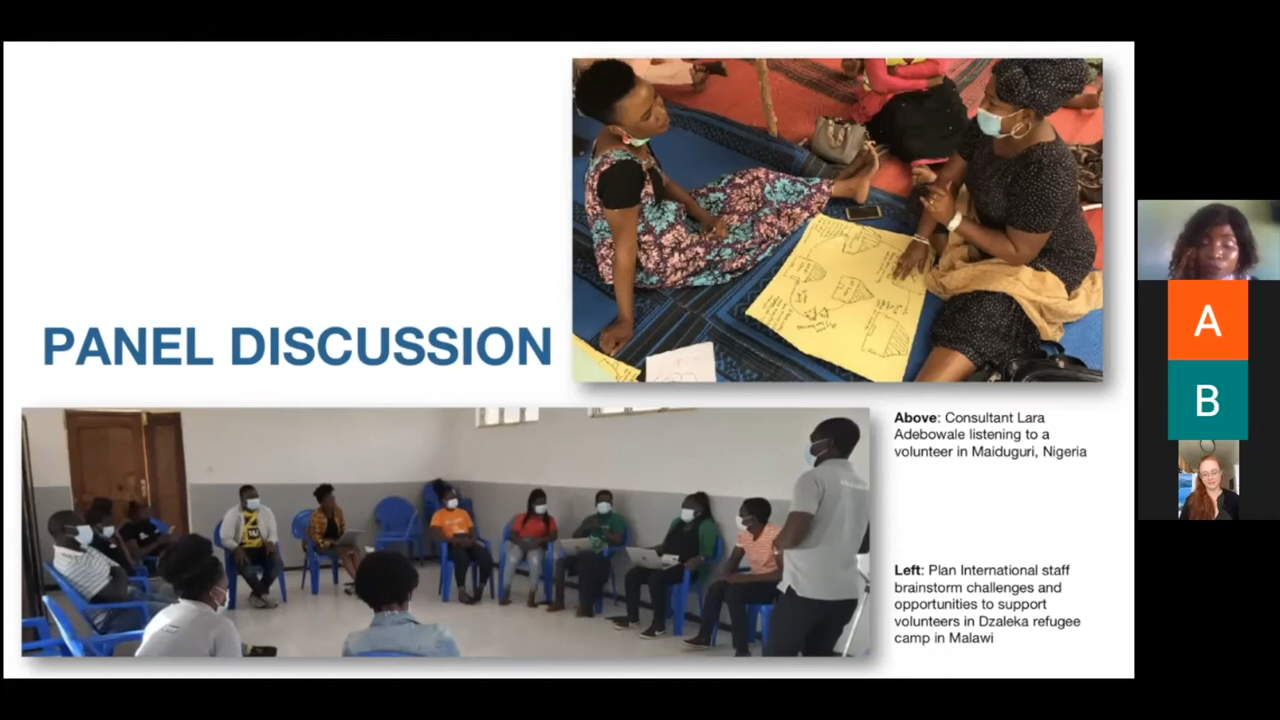 PANEL DISCUSSION
Above: Consultant Lara
Adebowale listening to a
volunteer in Maiduguri, Nigeria
Left: Plan International staff
brainstorm challenges and
opportunities to support
volunteers in Dzaleka refugee
camp in Malawi
A
B